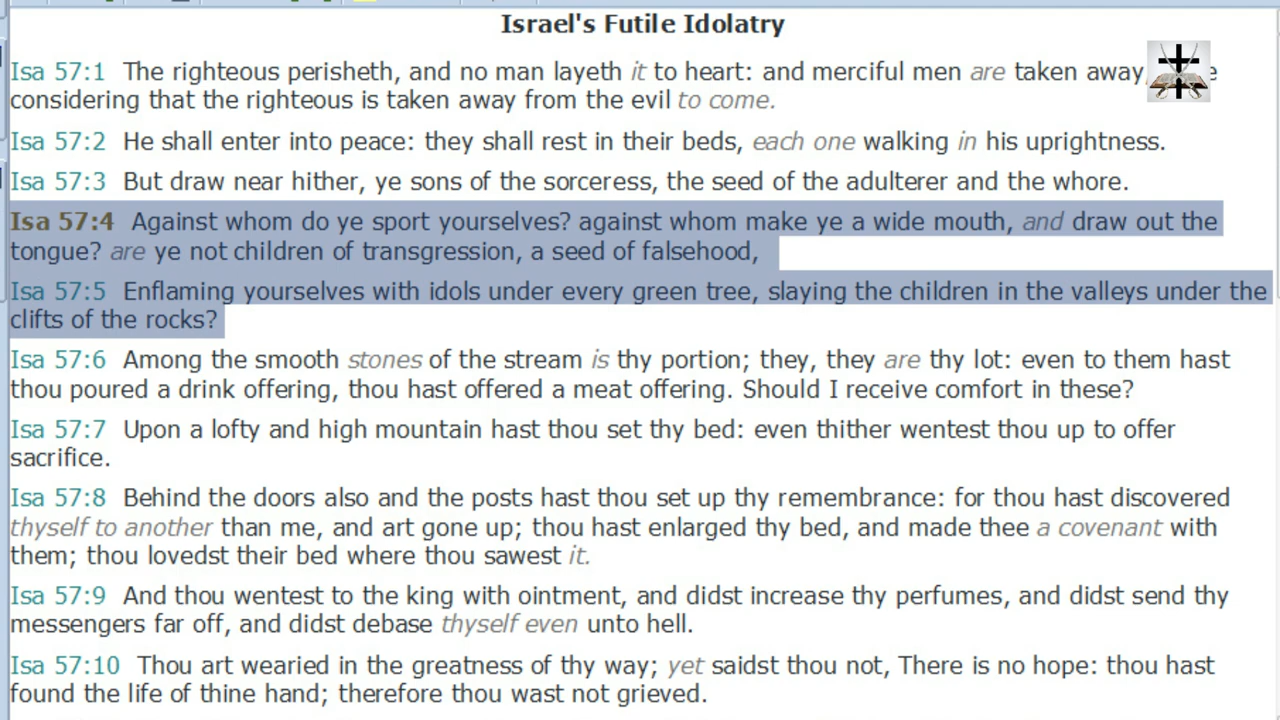 Israel's Futile Idolatry
Isa 57:1 The righteous perisheth, and no man layeth it to heart: and merciful men are taken away,
considering that the righteous is taken away from the evil to come.
Isa 57:2 He shall enter into peace: they shall rest in their beds, each one walking in his uprightness.
Isa 57:3 But draw near hither, ye sons of the sorceress, the seed of the adulterer and the whore.
Isa 57:4 Against whom do ye sport yourselves? against whom make ye a wide mouth, and draw out the
tongue? are ye not children of transgression, a seed of falsehood,
Isa 57:5 Enflaming yourselves with idols under every green tree, slaying the children in the valleys under the
clifts of the rocks?
Isa 57:6 Among the smooth stones of the stream is thy portion; they, they are thy lot: even to them hast
thou poured a drink offering, thou hast offered a meat offering. Should I receive comfort in these?
Isa 57:7 Upon a lofty and high mountain hast thou set thy bed: even thither wentest thou up to offer
sacrifice.
Isa 57:8 Behind the doors also and the posts hast thou set up thy remembrance: for thou hast discovered
thyself to another than me, and art gone up; thou hast enlarged thy bed, and made thee a covenant with
them; thou lovedst their bed where thou sawest it.
Isa 57:9 And thou wentest to the king with ointment, and didst increase thy perfumes, and didst send thy
messengers far off, and didst debase thyself even unto hell.
Isa 57:10 Thou art wearied in the greatness of thy way; yet saidst thou not, There is no hope: thou hast
found the life of thine hand; therefore thou wast not grieved.